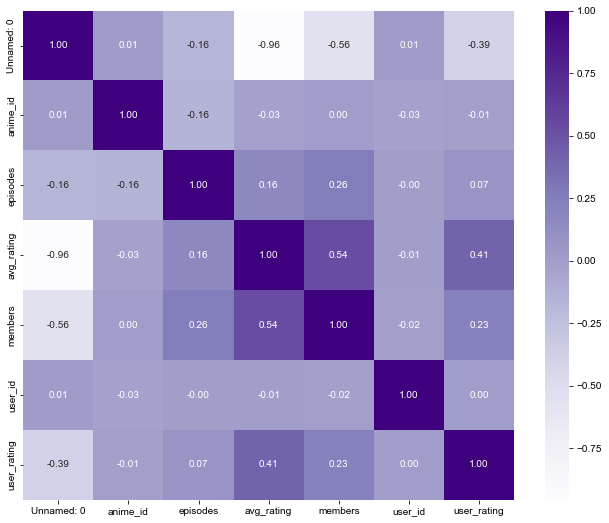 Unnamed: 0 1.00 0.01 -0.16 -0.96 -0.56 0.01 -0.39
anime_id 0.01 1.00 -0.16 -0.03 0.00 -0.03 -0.01
episodes -0.16 -0.16 1.00 0.16 0.26 -0.00 0.07
avg_rating -0.96 -0.03 0.16 1.00 0.54 -0.01 0.41
members -0.56 0.00 0.26 0.54 1.00 -0.02 0.23
user_id 0.01 -0.03 -0.00 -0.01 -0.02 1.00 0.00
user_rating -0.39 -0.01 0.07 0.41 0.23 0.00 1.00
Unnamed: 0 anime_id episodes avg_rating members user_id user_rating
1.00
0.75
0.50
0.25
0.00
−0.25
−0.50
−0.75